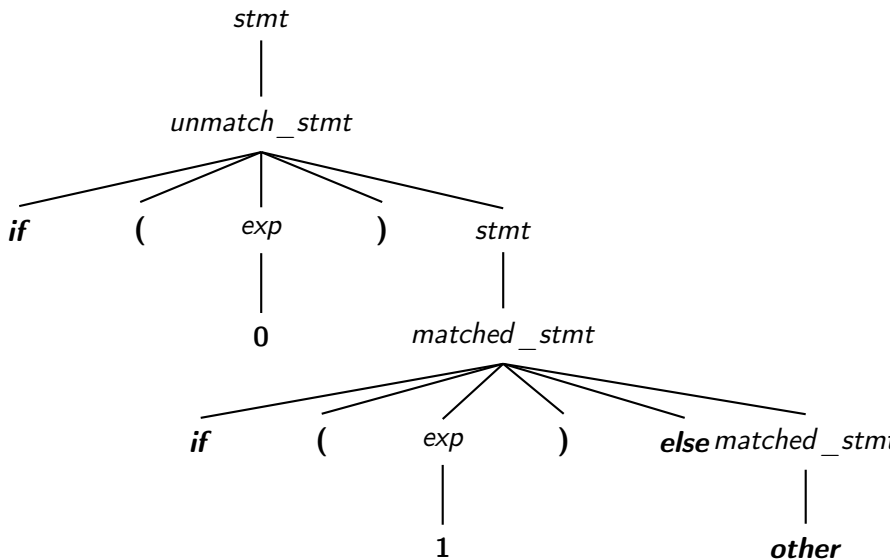 stmt
unmatch_stmt
if ( exp ) stmt
0 matched_stmt
if ( exp ) else matched_stmt
1 other